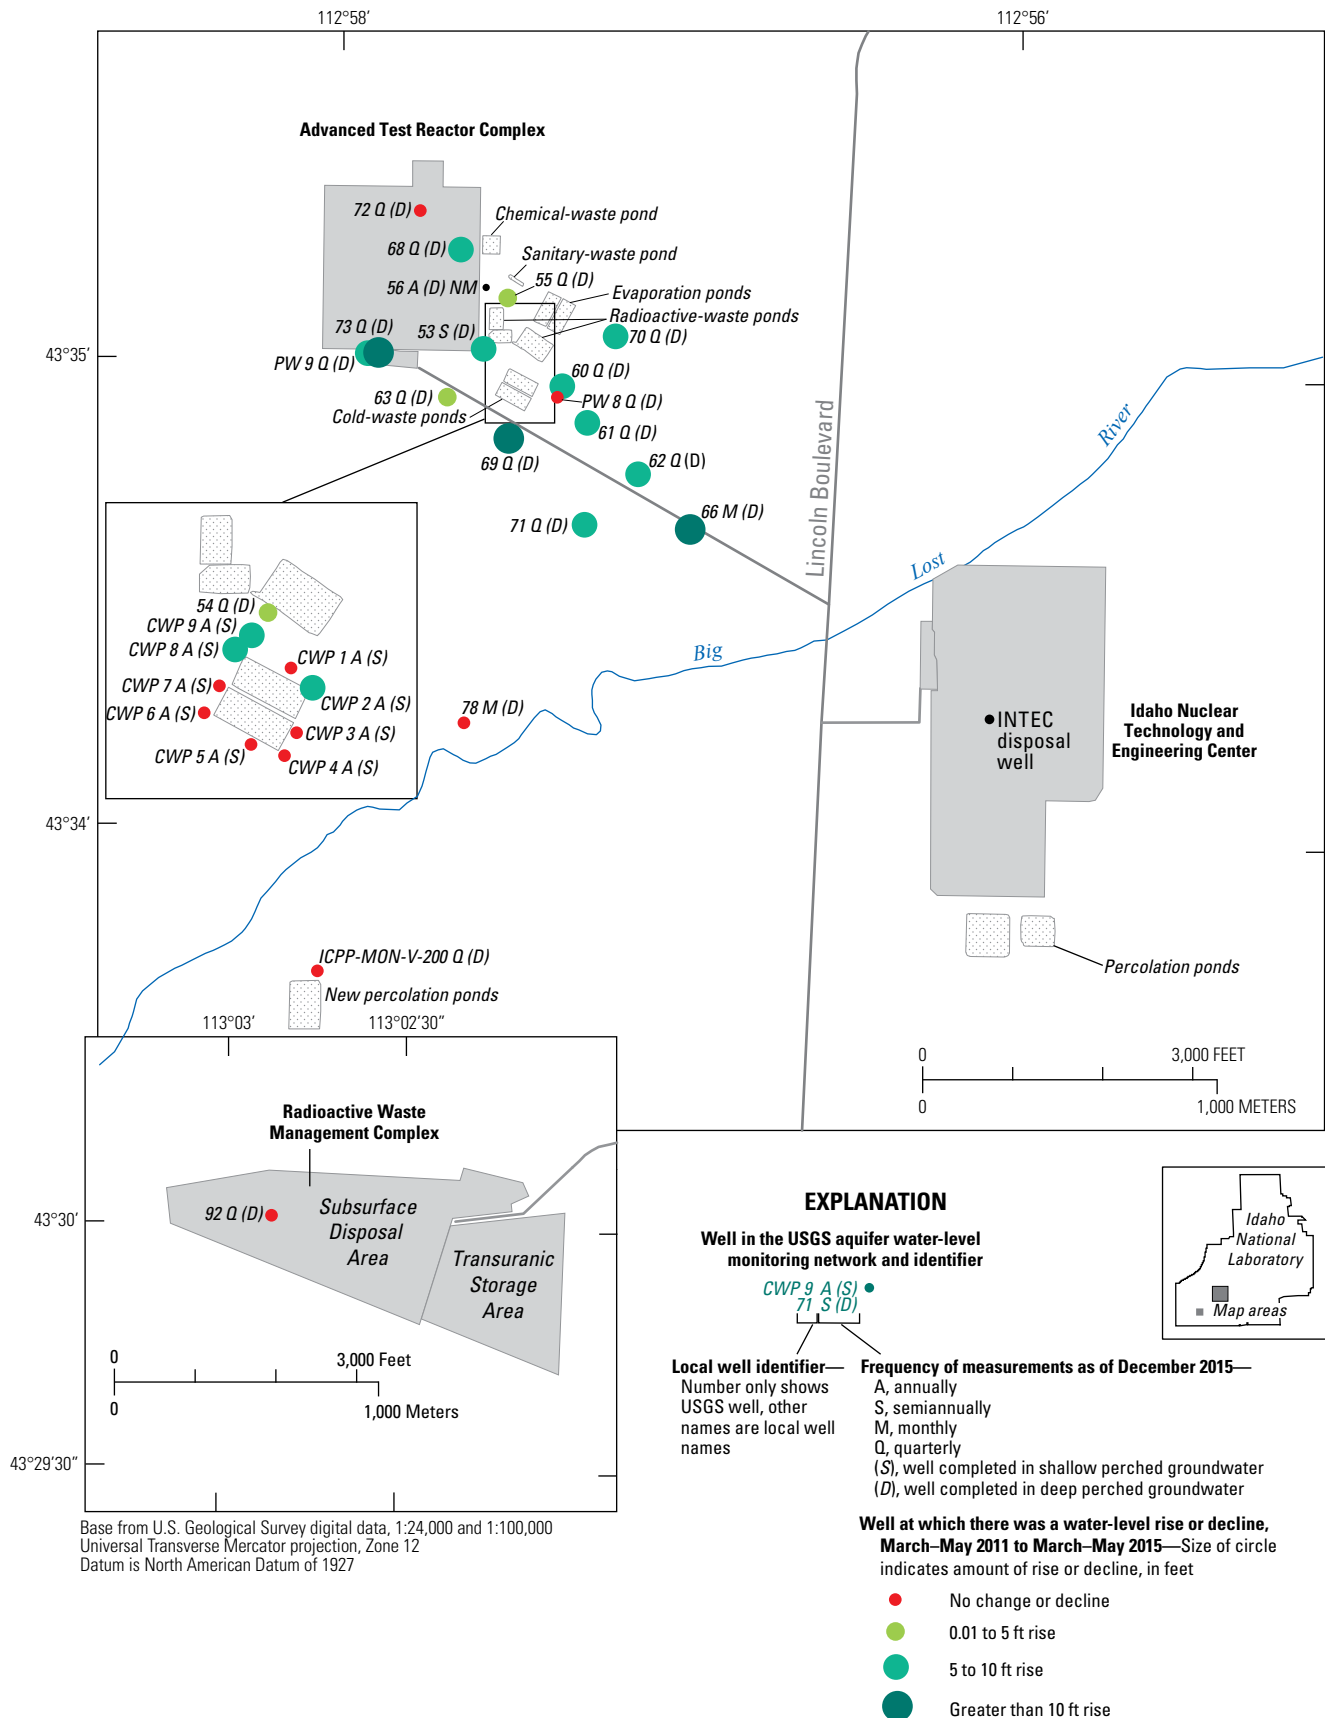 112°58’
112°56’
Advanced Test Reactor Complex
72 Q (D)
Chemical-waste pond
68 Q (D)
Sanitary-waste pond
56 A (D) NM
55 Q (D)
Evaporation ponds
Radioactive-waste ponds
73 Q (D)
53 S (D)
70 Q (D)
43°35’
PW 9 Q (D)
60 Q (D)
63 Q (D)
PW 8 Q (D)
Cold-waste ponds
61 Q (D)
69 Q (D)
62 Q (D)
66 M (D)
71 Q (D)
Lincoln Boulevard
Big
Lost
River
54 Q (D)
CWP 9 A (S)
CWP 8 A (S)
CWP 1 A (S)
CWP 7 A (S)
CWP 2 A (S)
CWP 6 A (S)
CWP 3 A (S)
CWP 5 A (S)
CWP 4 A (S)
78 M (D)
INTEC
disposal
well
Idaho Nuclear
Technology and
Engineering Center
43°34’
ICPP-MON-V-200 Q (D)
New percolation ponds
Percolation ponds
0
3,000 FEET
0
1,000 METERS
113°03’
113°02’30”
Radioactive Waste
Management Complex
43°30’
92 Q (D)
Subsurface
Disposal
Area
Transuranic
Storage
Area
0
3,000 Feet
0
1,000 Meters
43°29’30”
Base from U.S. Geological Survey digital data, 1:24,000 and 1:100,000
Universal Transverse Mercator projection, Zone 12
Datum is North American Datum of 1927
EXPLANATION
Well in the USGS aquifer water-level
monitoring network and identifier
CWP 9 A (S)
71 S (D)
Local well identifier—
Number only shows
USGS well, other
names are local well
names
Frequency of measurements as of December 2015—
A, annually
S, semiannually
M, monthly
Q, quarterly
(S), well completed in shallow perched groundwater
(D), well completed in deep perched groundwater
Well at which there was a water-level rise or decline,
March–May 2011 to March–May 2015—Size of circle
indicates amount of rise or decline, in feet
No change or decline
0.01 to 5 ft rise
5 to 10 ft rise
Greater than 10 ft rise
Idaho
National
Laboratory
Map areas